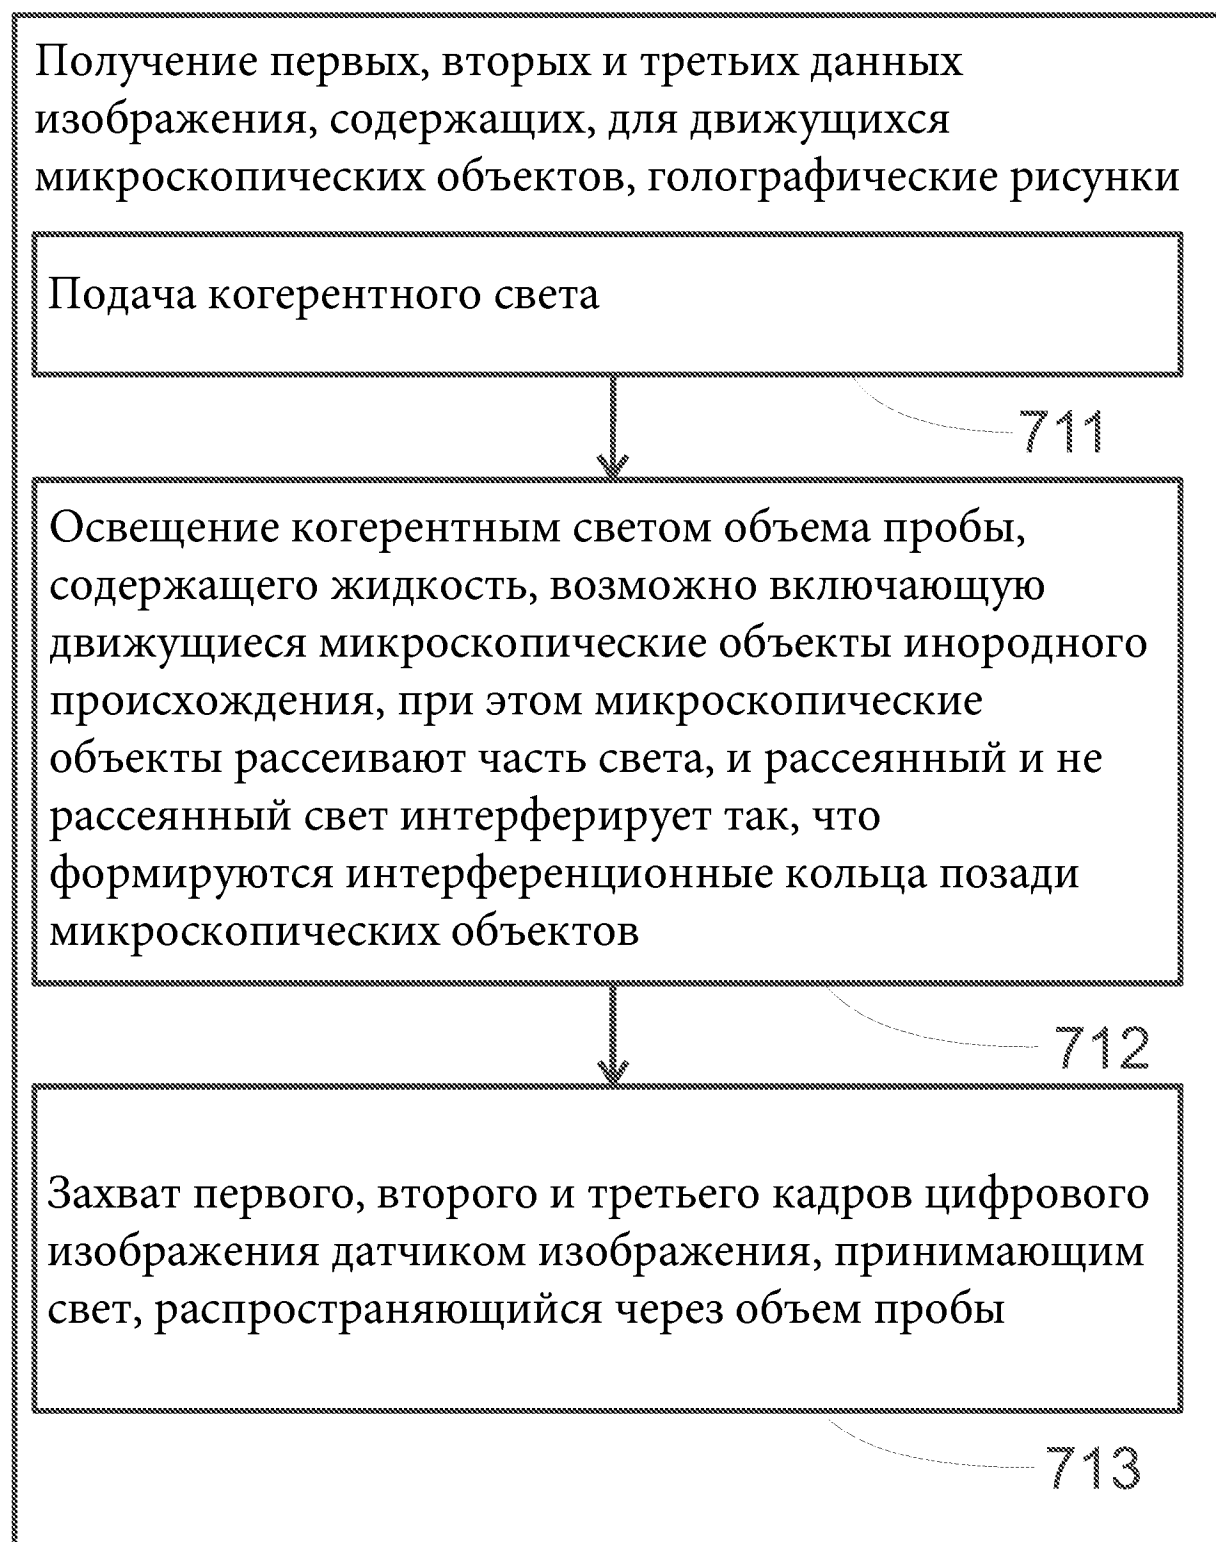 Получение первых, вторых и третьих данных
изображения, содержащих, для движущихся
микроскопических объектов, голографические рисунки
Подача когерентного света
711
Освещение когерентным светом объема пробы,
содержащего жидкость, возможно включающую
движущиеся микроскопические объекты инородного
происхождения, при этом микроскопические
объекты рассеивают часть света, и рассеянный и не
рассеянный свет интерферирует так, что
формируются интерференционные кольца позади
микроскопических объектов
712
Захват первого, второго и третьего кадров цифрового
изображения датчиком изображения, принимающим
свет, распространяющийся через объем пробы
713